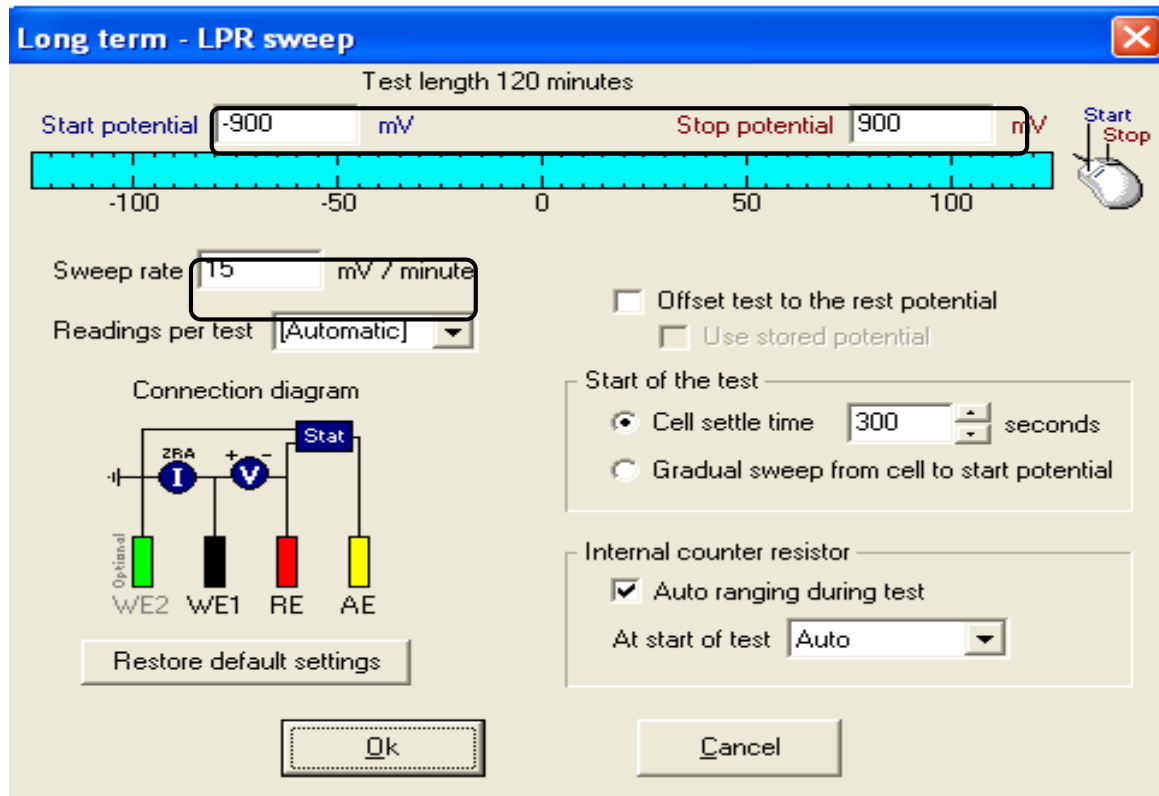 Long term - LPR sweep
Test length 120 minutes
Start potential -900 mV Stop potential 900 mV
Start
Stop
-100 -50 0 50 100
Sweep rate 15 mV / minute
Readings per test [Automatic]
Offset test to the rest potential
Use stored potential
Connection diagram
Stat
ZRA + -
I V
Optional
WE2 WE1 RE AE
Restore default settings
Start of the test
Cell settle time 300 seconds
Gradual sweep from cell to start potential
Internal counter resistor
Auto ranging during test
At start of test Auto
Ok Cancel